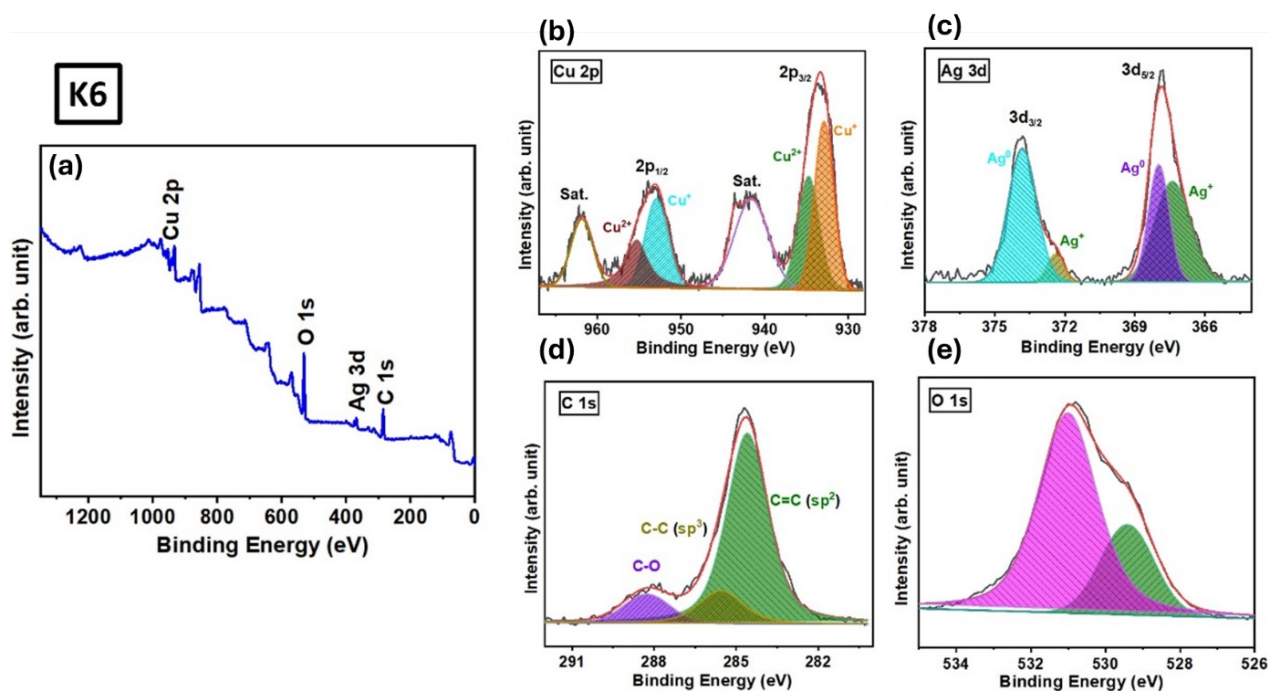 K6
(a)
Cu 2p
O 1s
Ag 3d
C 1s
Intensity (arb. unit)
1200 1000 800 600 400 200 0
Binding Energy (eV)
(b)
Cu 2p
2p3/2
Cu+
Cu2+
Sat.
2p1/2
Sat.
Cu+
Cu2+
Intensity (arb. unit)
960 950 940 930
Binding Energy (eV)
(c)
Ag 3d
3d5/2
3d3/2
Ag0
Ag0
Ag+
Ag+
Intensity (arb. unit)
378 375 372 369 366
Binding Energy (eV)
(d)
C 1s
C=C (sp2)
C-C (sp3)
C-O
Intensity (arb. unit)
291 288 285 282
Binding Energy (eV)
(e)
O 1s
Intensity (arb. unit)
534 532 531 529 528 526
Binding Energy (eV)